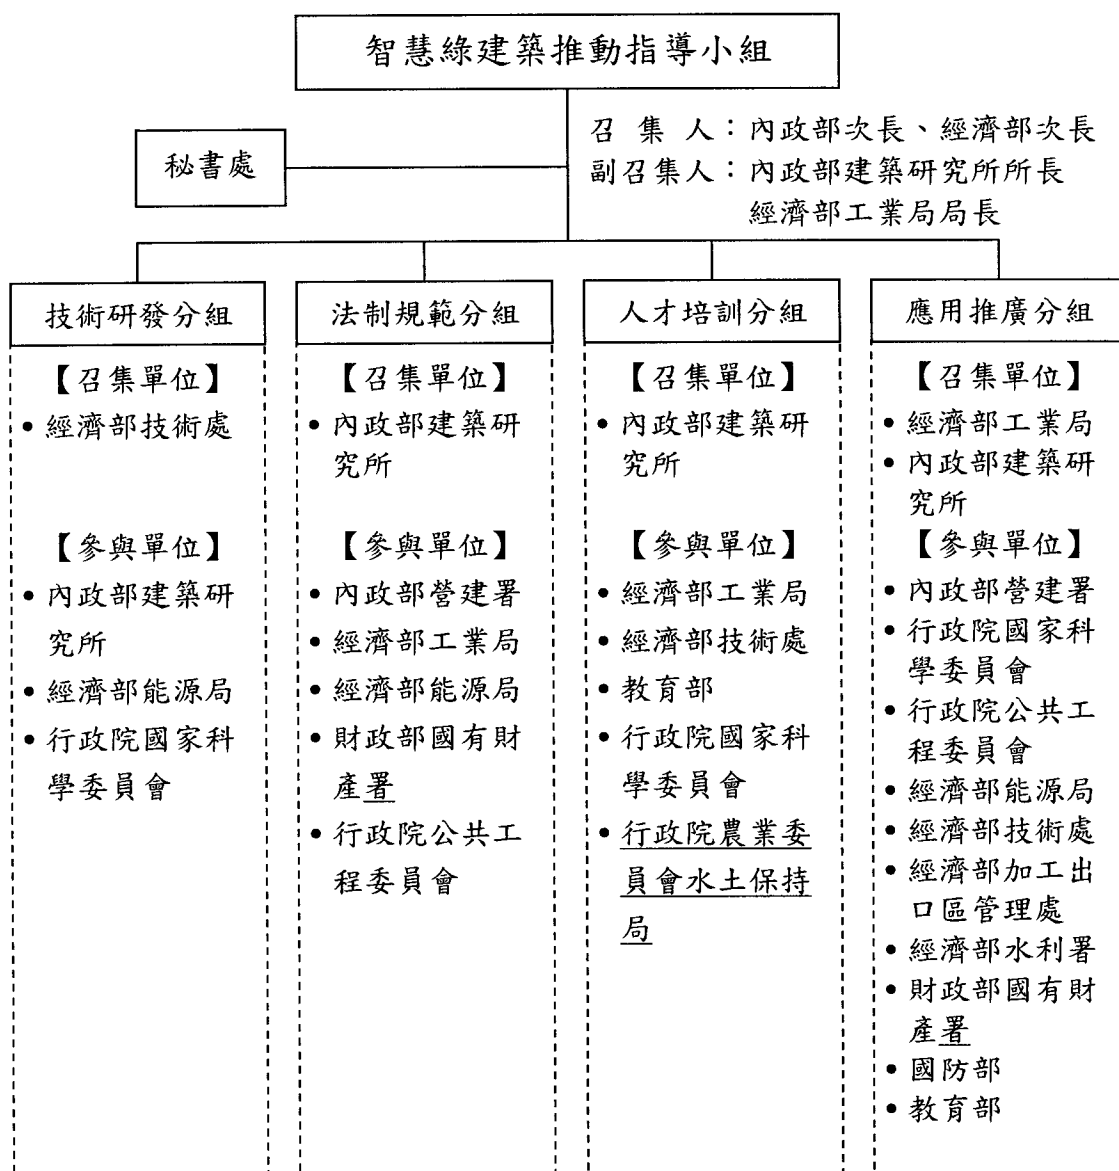 智慧綠建築推動指導小組
召 集 人：內政部次長、經濟部次長
秘書處
副召集人：內政部建築研究所所長
經濟部工業局局長
技術研發分組
【召集單位】
• 經濟部技術處
【參與單位】
• 內政部建築研
究所
• 經濟部能源局
• 行政院國家科
學委員會
法制規範分組
【召集單位】
• 內政部建築研
究所
【參與單位】
• 內政部營建署
• 經濟部工業局
• 經濟部能源局
• 財政部國有財
產署
• 行政院公共工
程委員會
人才培訓分組
【召集單位】
• 內政部建築研
究所
【參與單位】
• 經濟部工業局
• 經濟部技術處
• 教育部
• 行政院國家科
學委員會
• 行政院農業委
員會水土保持
局
應用推廣分組
【召集單位】
• 經濟部工業局
• 內政部建築研
究所
【參與單位】
• 內政部營建署
• 行政院國家科
學委員會
• 行政院公共工
程委員會
• 經濟部能源局
• 經濟部技術處
• 經濟部加工出
口區管理處
• 經濟部水利署
• 財政部國有財
產署
• 國防部
• 教育部